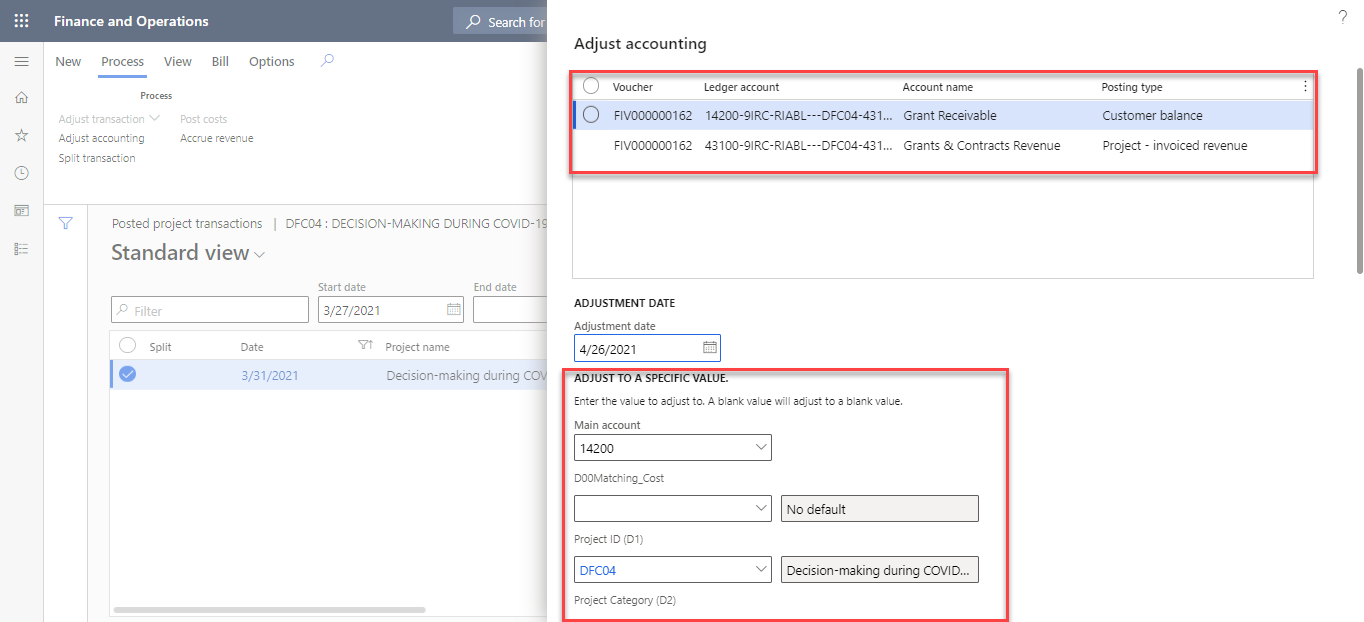 Finance and Operations
Search for
?
New Process View Bill Options
Process
Adjust transaction Post costs
Adjust accounting Accrue revenue
Split transaction
Posted project transactions | DFC04 : DECISION-MAKING DURING COVID-19
Standard view
Start date End date
Filter 3/27/2021
Split Date Project name
3/31/2021 Decision-making during COV
Adjust accounting
Voucher Ledger account Account name Posting type
FIV000000162 14200-9IRC-RIABL---DFC04-431... Grant Receivable Customer balance
FIV000000162 43100-9IRC-RIABL---DFC04-431... Grants & Contracts Revenue Project - invoiced revenue
ADJUSTMENT DATE
Adjustment date
4/26/2021
ADJUST TO A SPECIFIC VALUE.
Enter the value to adjust to. A blank value will adjust to a blank value.
Main account
14200
D00Matching_Cost
No default
Project ID (D1)
DFC04 Decision-making during COVID...
Project Category (D2)